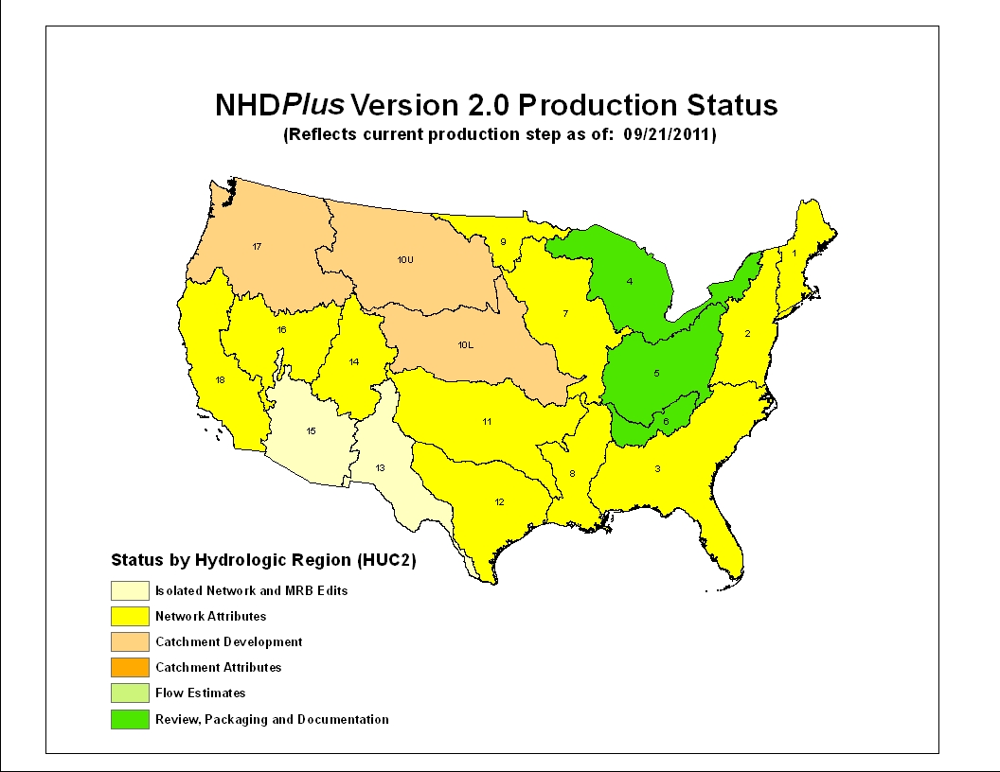 NHDPlus Version 2.0 Production Status
(Reflects current production step as of: 09/21/2011)
17
10U
9
4
1
7
2
16
10L
14
5
18
11
6
15
13
8
3
12
Status by Hydrologic Region (HUC2)
Isolated Network and MRB Edits
Network Attributes
Catchment Development
Catchment Attributes
Flow Estimates
Review, Packaging and Documentation